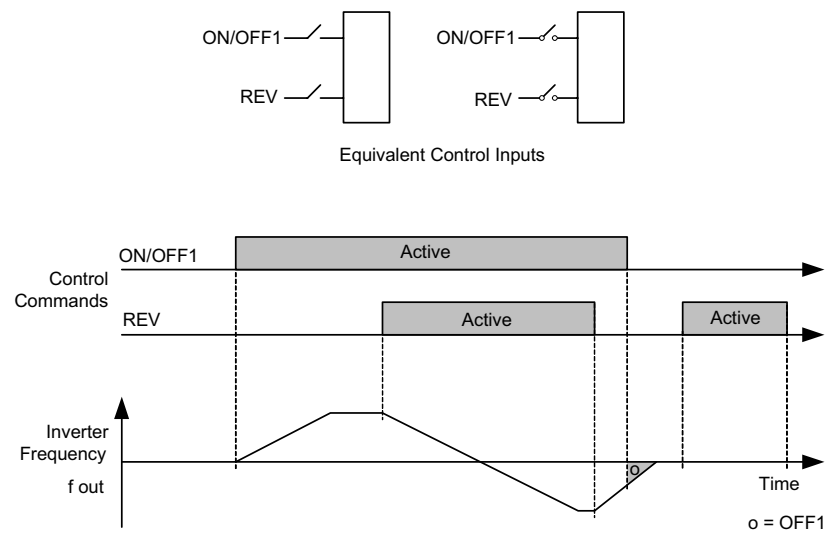 ON/OFF1
ON/OFF1
REV
REV
Equivalent Control Inputs
ON/OFF1
Active
Control
Commands
REV
Active
Active
Inverter
Frequency
f out
o
Time
o = OFF1